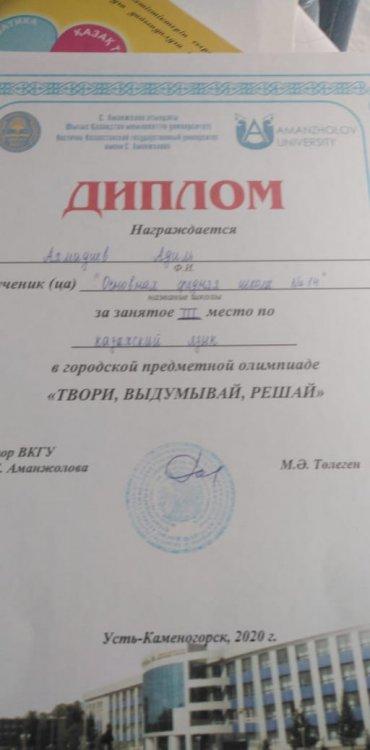 ҚАЗАҚ Т
С. Аманжолов атындағы
Шығыс Қазақстан мемлекеттік университеті
Восточно-Казахстанский государственный университет
имени С. Аманжолова
AMANZHOLOV
UNIVERSITY
ДИПЛОМ
Награждается
Ахмадиев Адиль
Ф.И.
ученик (ца) "Основная средняя школа №14"
название школы
за занятое III место по
казахский язык
в городской предметной олимпиаде
«ТВОРИ, ВЫДУМЫВАЙ, РЕШАЙ»
ор ВКГУ
. Аманжолова
М.Ә. Төлеген
Усть-Каменогорск, 2020 г.